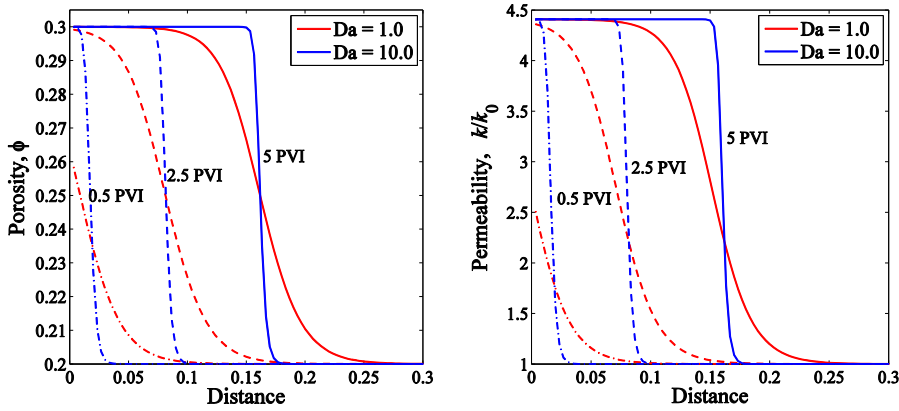 Da = 1.0
Da = 10.0
0.3
0.29
0.28
0.27
0.26
0.25
0.24
0.23
0.22
0.21
0.2
Porosity, ϕ
5 PVI
2.5 PVI
0.5 PVI
0 0.05 0.1 0.15 0.2 0.25 0.3
Distance
Da = 1.0
Da = 10.0
4.5
4
3.5
3
2.5
2
1.5
1
Permeability, k/k0
5 PVI
2.5 PVI
0.5 PVI
0 0.05 0.1 0.15 0.2 0.25 0.3
Distance